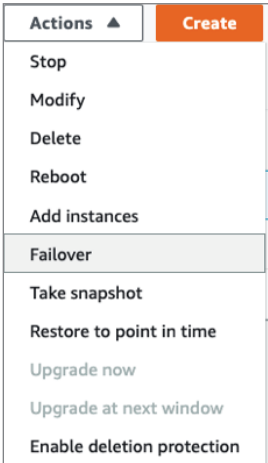 Actions ▲ Create
Stop
Modify
Delete
Reboot
Add instances
Failover
Take snapshot
Restore to point in time
Upgrade now
Upgrade at next window
Enable deletion protection